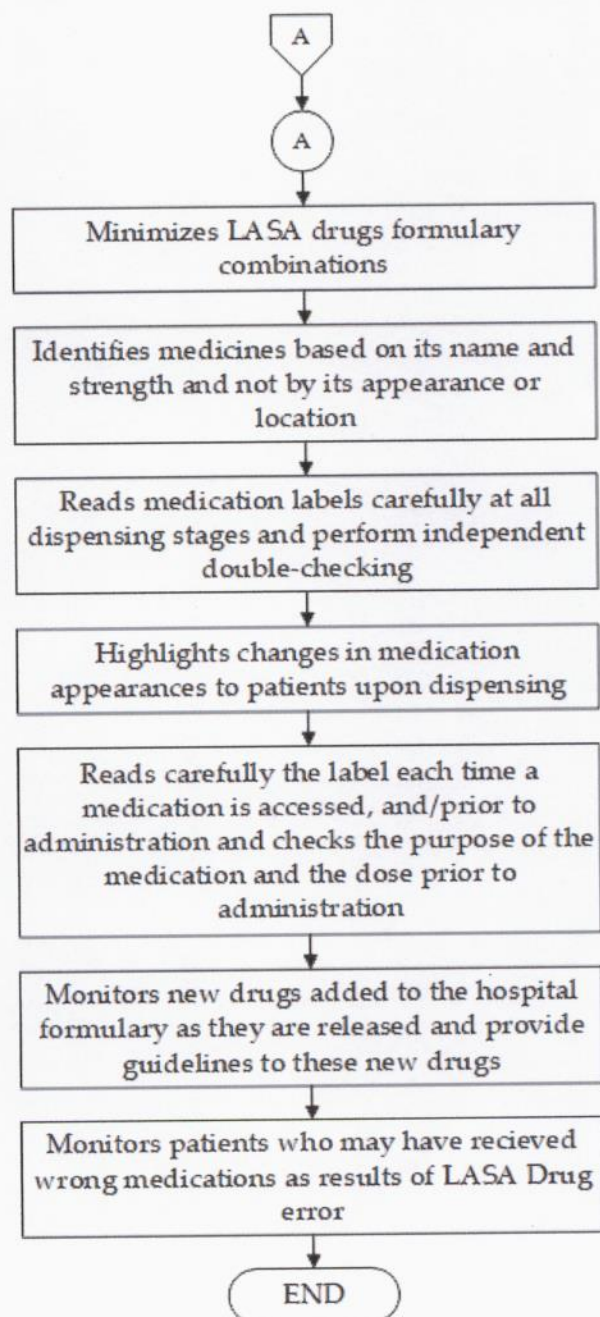 A
A
Minimizes LASA drugs formulary
combinations
Identifies medicines based on its name and
strength and not by its appearance or
location
Reads medication labels carefully at all
dispensing stages and perform independent
double-checking
Highlights changes in medication
appearances to patients upon dispensing
Reads carefully the label each time a
medication is accessed, and/prior to
administration and checks the purpose of the
medication and the dose prior to
administration
Monitors new drugs added to the hospital
formulary as they are released and provide
guidelines to these new drugs
Monitors patients who may have recieved
wrong medications as results of LASA Drug
error
END